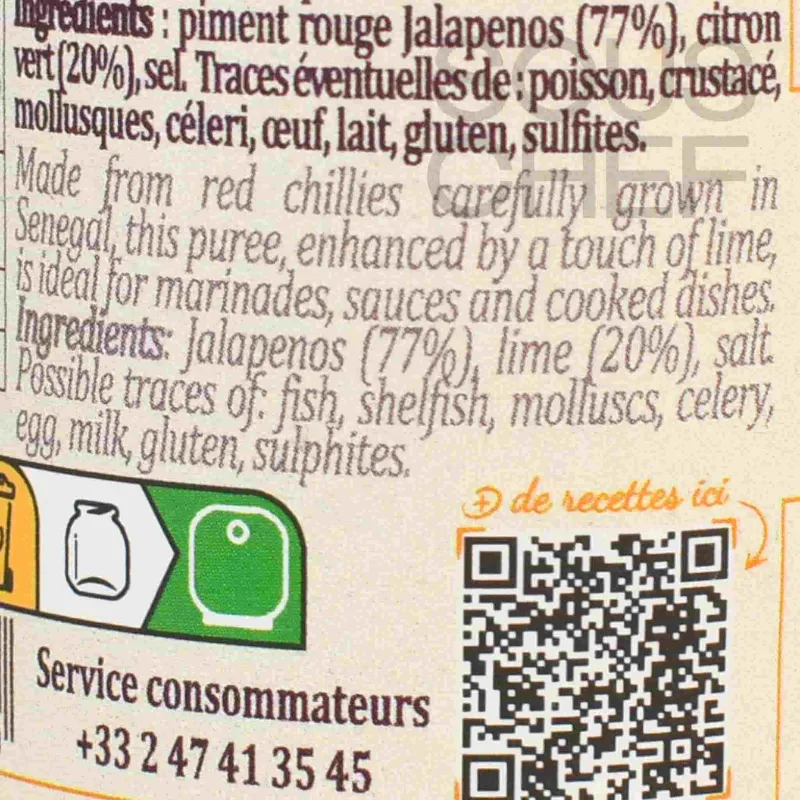 Ingrédients : piment rouge Jalapenos (77%), citron
vert (20%), sel. Traces éventuelles de : poisson, crustacé,
mollusques, céleri, œuf, lait, gluten, sulfites.
Made from red chillies carefully grown in
Senegal, this puree, enhanced by a touch of lime,
is ideal for marinades, sauces and cooked dishes.
Ingredients: Jalapenos (77%), lime (20%), salt.
Possible traces of: fish, shelfish, molluscs, celery,
egg, milk, gluten, sulphites.
+ de recettes ici
Service consommateurs
+33 2 47 41 35 45
SOUS
CHEF